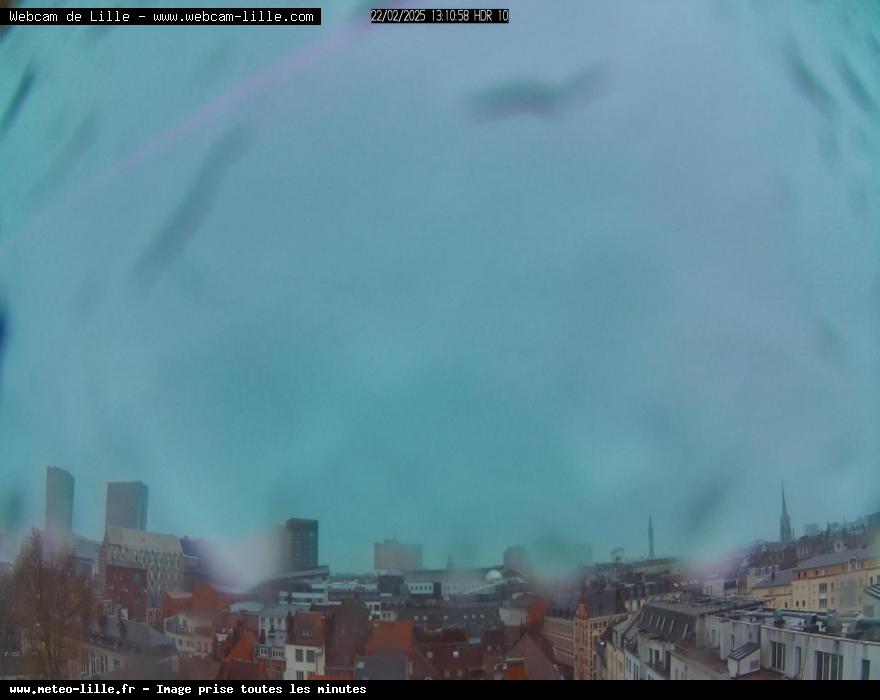 Webcam de Lille - www.webcam-lille.com
22/02/2025 13:10:58 HDR 10
www.meteo-lille.fr - Image prise toutes les minutes